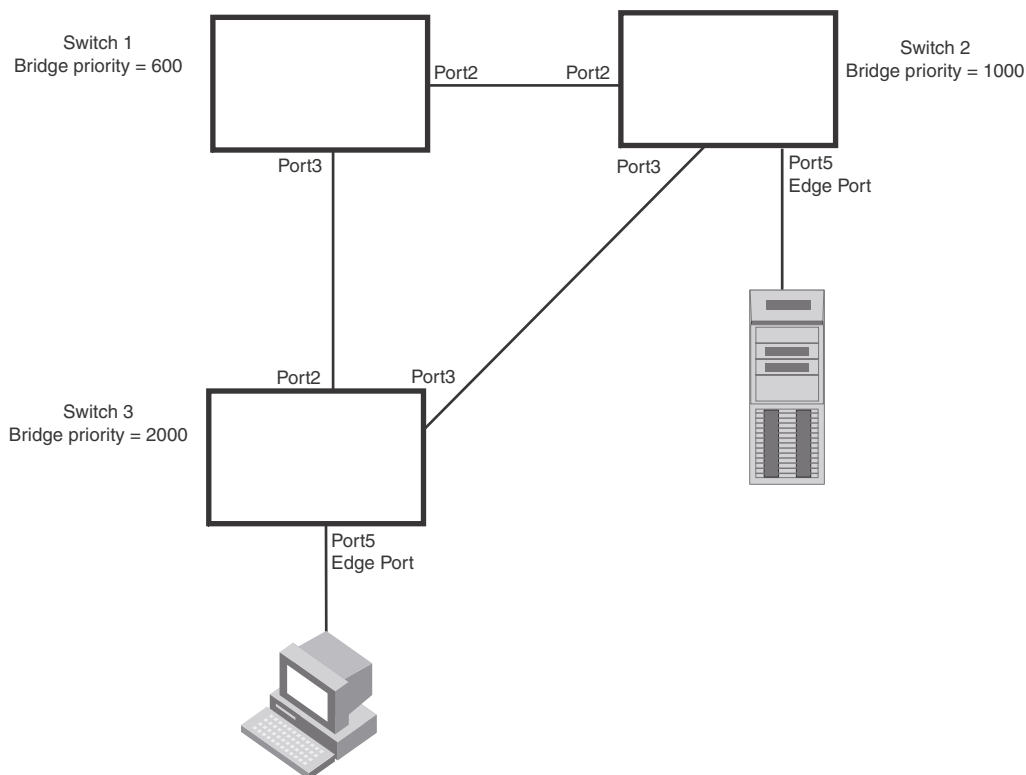 Switch 1
Bridge priority = 600
Port2
Port2
Switch 2
Bridge priority = 1000
Port3
Port3
Port5
Edge Port
Port2
Port3
Switch 3
Bridge priority = 2000
Port5
Edge Port